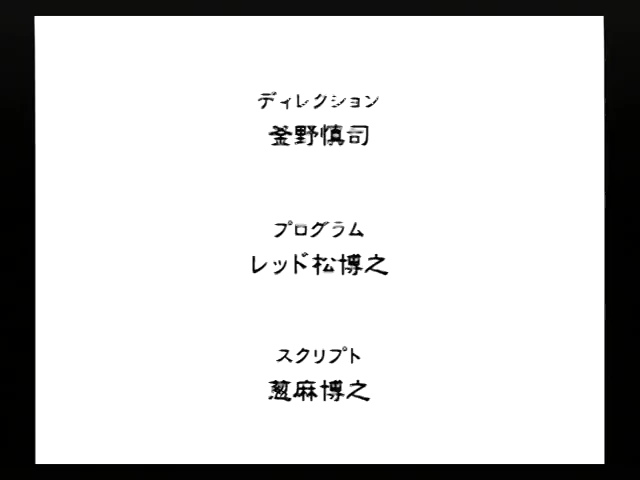 ディレクション
釜野慎司
プログラム
レッド松博之
スクリプト
葱麻博之